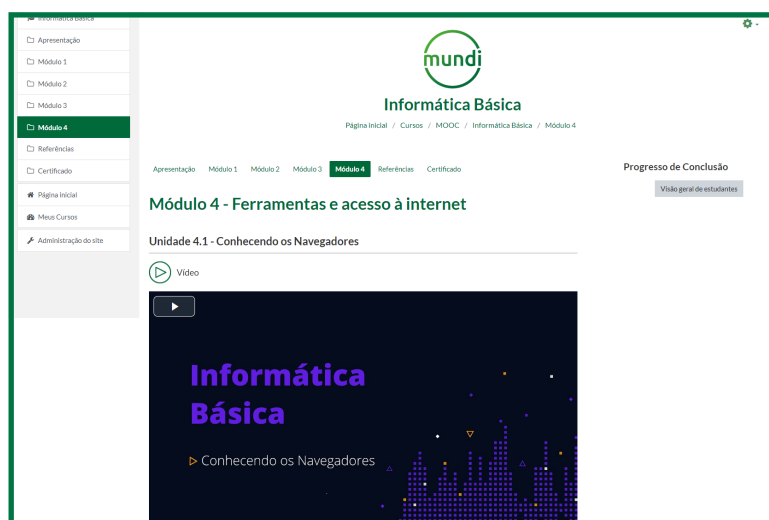 Informática Básica
Apresentação
Módulo 1
Módulo 2
Módulo 3
Módulo 4
Referências
Certificado
Página Inicial
Meus Cursos
Administração do site
mundi
Informática Básica
Página inicial / Cursos / MOOC / Informática Básica / Módulo 4
Apresentação Módulo 1 Módulo 2 Módulo 3 Módulo 4 Referências Certificado
Módulo 4 - Ferramentas e acesso à internet
Unidade 4.1 - Conhecendo os Navegadores
Vídeo
Informática
Básica
Conhecendo os Navegadores
Progresso de Conclusão
Visão geral de estudantes